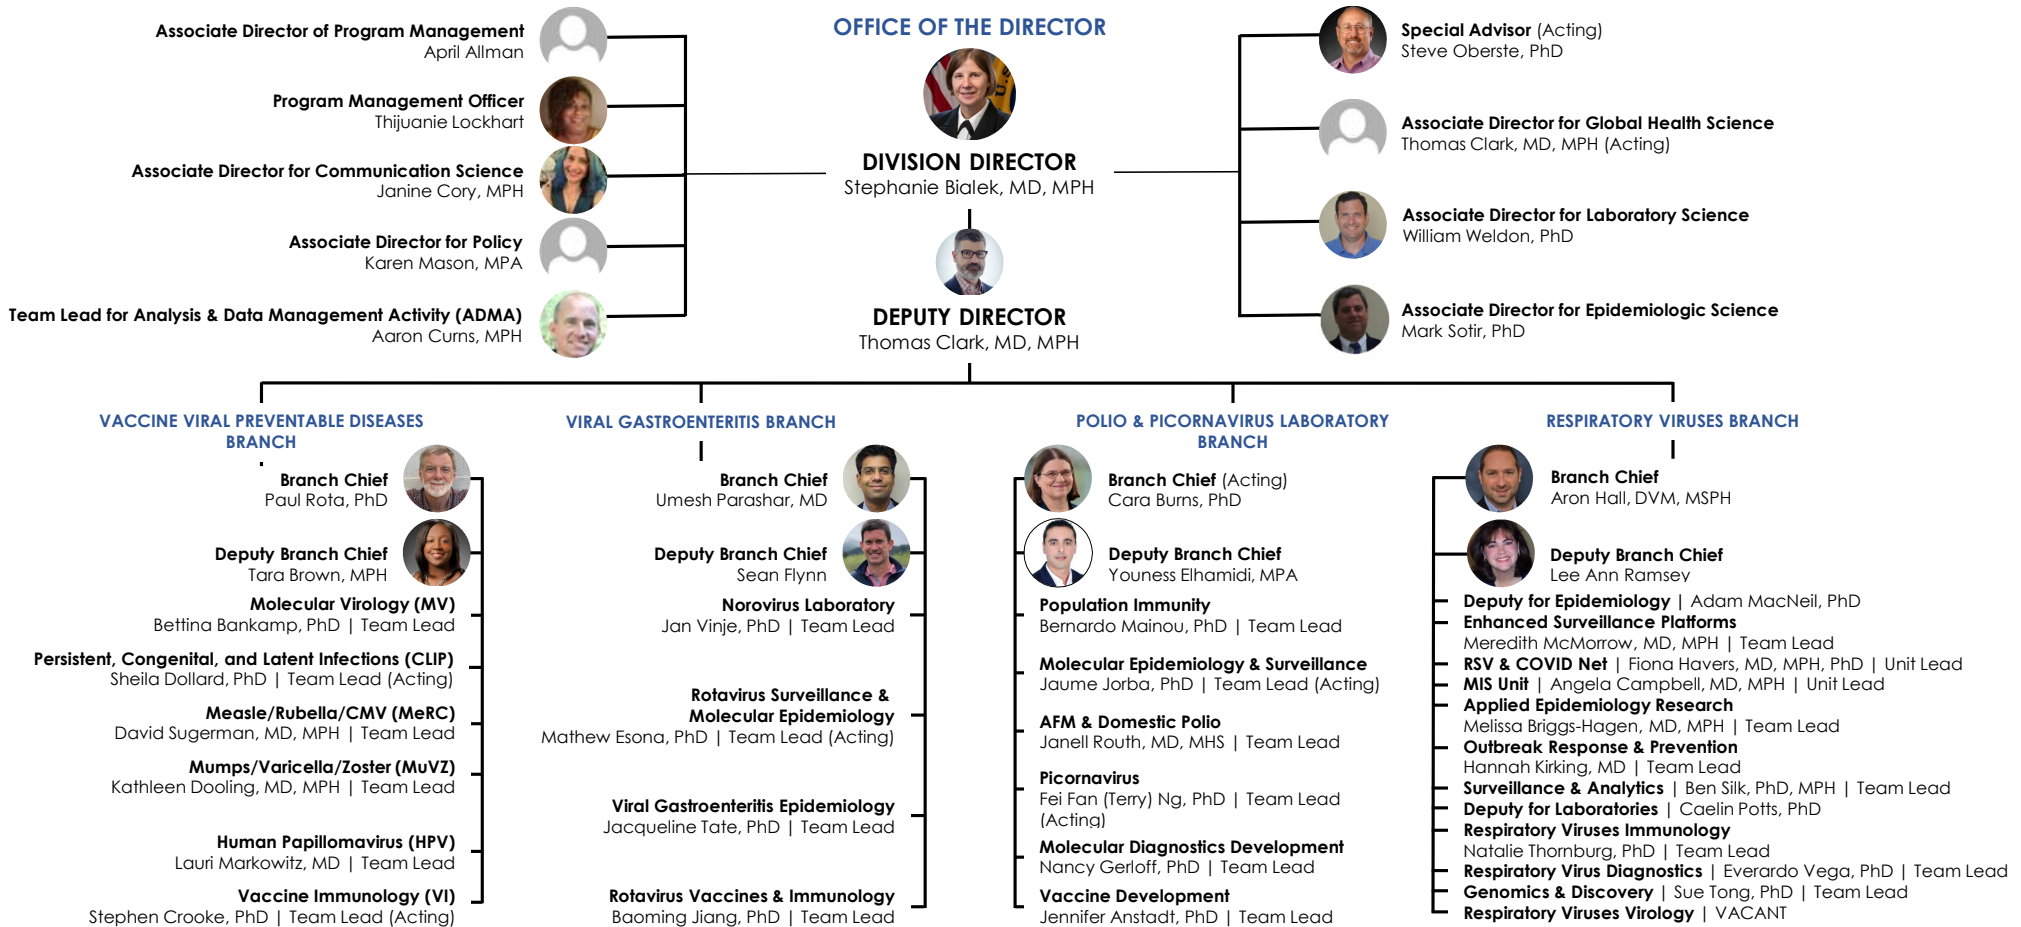 OFFICE OF THE DIRECTOR
DIVISION DIRECTOR
Stephanie Bialek, MD, MPH
DEPUTY DIRECTOR
Thomas Clark, MD, MPH
Associate Director of Program Management
April Allman
Program Management Officer
Thijuanie Lockhart
Associate Director for Communication Science
Janine Cory, MPH
Associate Director for Policy
Karen Mason, MPA
Team Lead for Analysis & Data Management Activity (ADMA)
Aaron Curns, MPH
Special Advisor (Acting)
Steve Oberste, PhD
Associate Director for Global Health Science
Thomas Clark, MD, MPH (Acting)
Associate Director for Laboratory Science
William Weldon, PhD
Associate Director for Epidemiologic Science
Mark Sotir, PhD
VACCINE VIRAL PREVENTABLE DISEASES
BRANCH
Branch Chief
Paul Rota, PhD
Deputy Branch Chief
Tara Brown, MPH
Molecular Virology (MV)
Bettina Bankamp, PhD | Team Lead
Persistent, Congenital, and Latent Infections (CLIP)
Sheila Dollard, PhD | Team Lead (Acting)
Measle/Rubella/CMV (MeRC)
David Sugerman, MD, MPH | Team Lead
Mumps/Varicella/Zoster (MuVZ)
Kathleen Dooling, MD, MPH | Team Lead
Human Papillomavirus (HPV)
Lauri Markowitz, MD | Team Lead
Vaccine Immunology (VI)
Stephen Crooke, PhD | Team Lead (Acting)
VIRAL GASTROENTERITIS BRANCH
Branch Chief
Umesh Parashar, MD
Deputy Branch Chief
Sean Flynn
Norovirus Laboratory
Jan Vinje, PhD | Team Lead
Rotavirus Surveillance &
Molecular Epidemiology
Mathew Esona, PhD | Team Lead (Acting)
Viral Gastroenteritis Epidemiology
Jacqueline Tate, PhD | Team Lead
Rotavirus Vaccines & Immunology
Baoming Jiang, PhD | Team Lead
POLIO & PICORNAVIRUS LABORATORY
BRANCH
Branch Chief (Acting)
Cara Burns, PhD
Deputy Branch Chief
Youness Elhamidi, MPA
Population Immunity
Bernardo Mainou, PhD | Team Lead
Molecular Epidemiology & Surveillance
Jaume Jorba, PhD | Team Lead (Acting)
AFM & Domestic Polio
Janell Routh, MD, MHS | Team Lead
Picornavirus
Fei Fan (Terry) Ng, PhD | Team Lead
(Acting)
Molecular Diagnostics Development
Nancy Gerloff, PhD | Team Lead
Vaccine Development
Jennifer Anstadt, PhD | Team Lead
RESPIRATORY VIRUSES BRANCH
Branch Chief
Aron Hall, DVM, MSPH
Deputy Branch Chief
Lee Ann Ramsey
Deputy for Epidemiology | Adam MacNeil, PhD
Enhanced Surveillance Platforms
Meredith McMorrow, MD, MPH | Team Lead
RSV & COVID Net | Fiona Havers, MD, MPH, PhD | Unit Lead
MIS Unit | Angela Campbell, MD, MPH | Unit Lead
Applied Epidemiology Research
Melissa Briggs-Hagen, MD, MPH | Team Lead
Outbreak Response & Prevention
Hannah Kirking, MD | Team Lead
Surveillance & Analytics | Ben Silk, PhD, MPH | Team Lead
Deputy for Laboratories | Caelin Potts, PhD
Respiratory Viruses Immunology
Natalie Thornburg, PhD | Team Lead
Respiratory Virus Diagnostics | Everardo Vega, PhD | Team Lead
Genomics & Discovery | Sue Tong, PhD | Team Lead
Respiratory Viruses Virology | VACANT